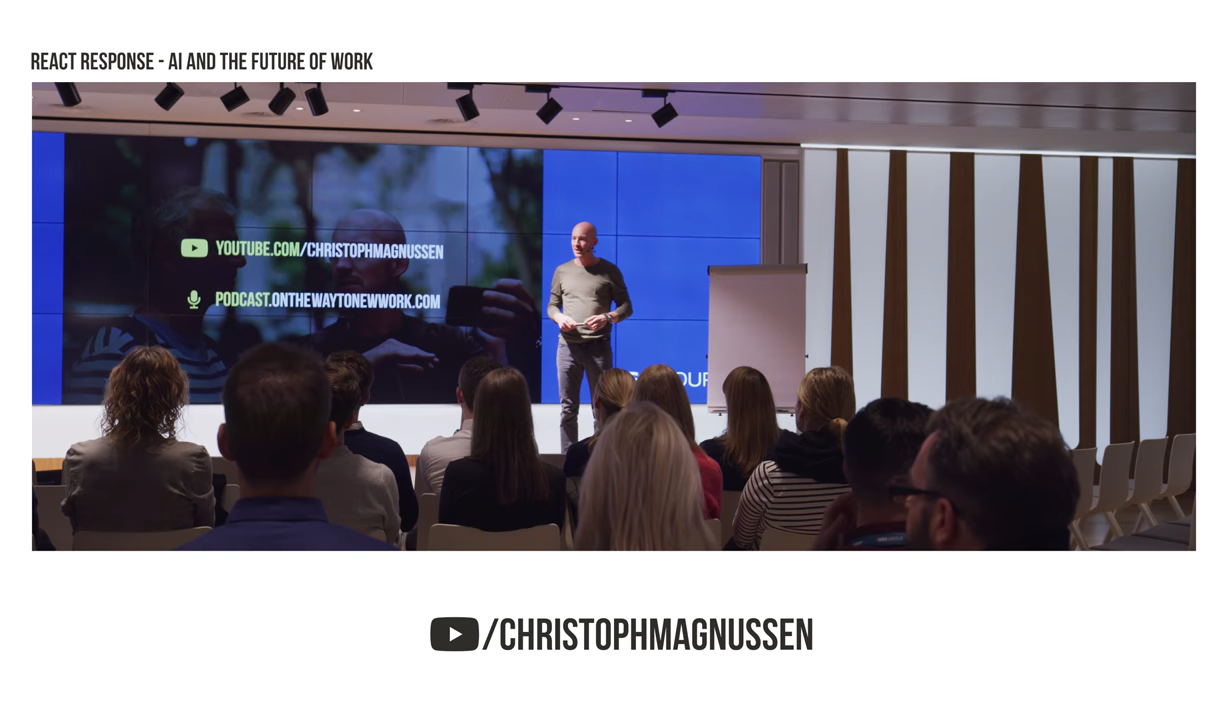 REACT RESPONSE - AI AND THE FUTURE OF WORK
YOUTUBE.COM/CHRISTOPHMAGNUSSEN
PODCAST.ONTHEWAYTONEWWORK.COM
/CHRISTOPHMAGNUSSEN